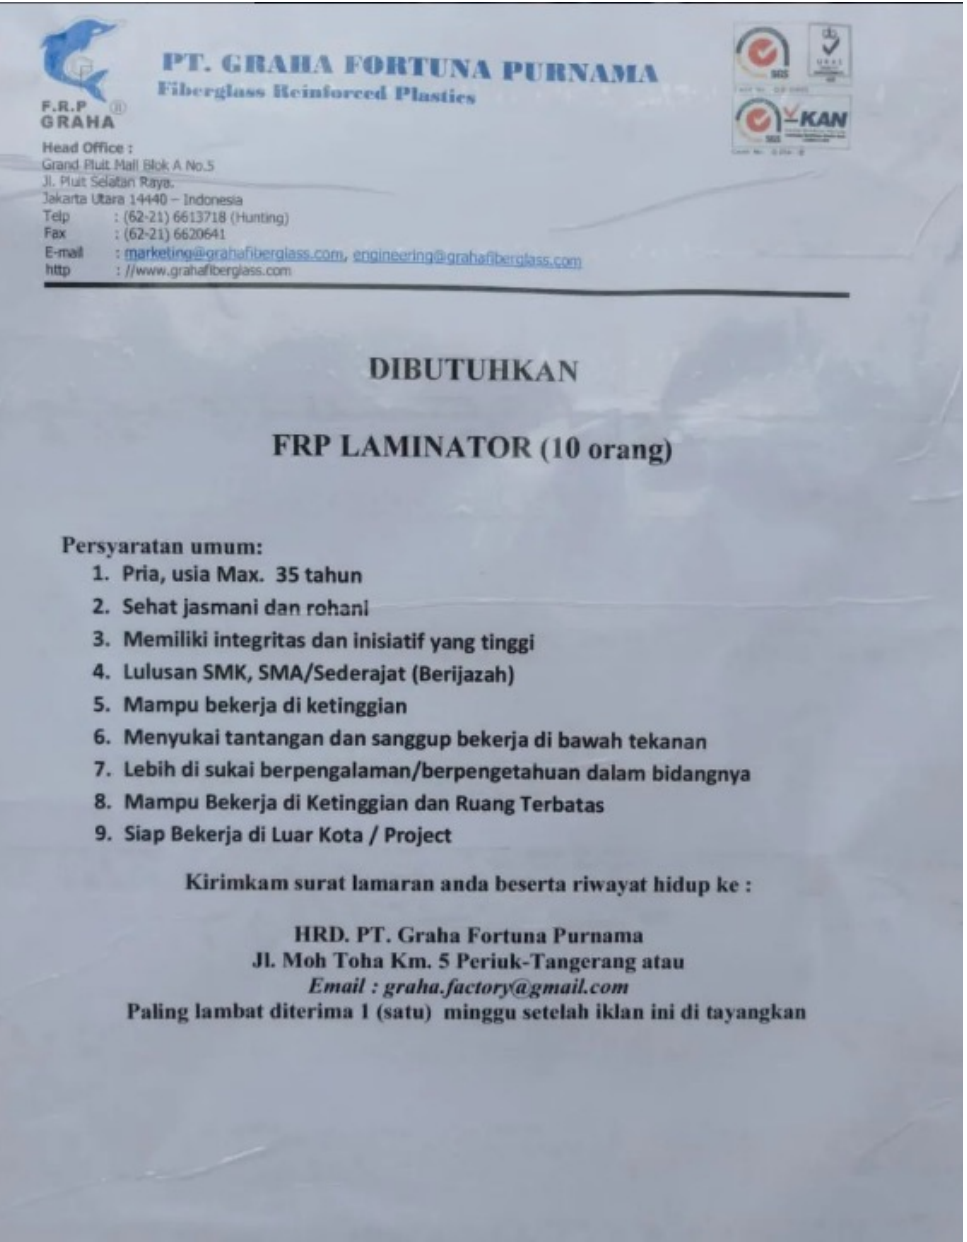 PT. GRAHA FORTUNA PURNAMA
Fiberglass Reinforced Plastics
F.R.P ®
GRAHA
SGS
UKAS
SGS
KAN
Head Office :
Grand Pluit Mall Blok A No.5
Jl. Pluit Selatan Raya.
Jakarta Utara 14440 – Indonesia
Telp : (62-21) 6613718 (Hunting)
Fax : (62-21) 6620641
E-mail : marketing@grahafiberglass.com, engineering@grahafiberglass.com
http : //www.grahafiberglass.com
DIBUTUHKAN
FRP LAMINATOR (10 orang)
Persyaratan umum:
1. Pria, usia Max. 35 tahun
2. Sehat jasmani dan rohani
3. Memiliki integritas dan inisiatif yang tinggi
4. Lulusan SMK, SMA/Sederajat (Berijazah)
5. Mampu bekerja di ketinggian
6. Menyukai tantangan dan sanggup bekerja di bawah tekanan
7. Lebih di sukai berpengalaman/berpengetahuan dalam bidangnya
8. Mampu Bekerja di Ketinggian dan Ruang Terbatas
9. Siap Bekerja di Luar Kota / Project
Kirimkam surat lamaran anda beserta riwayat hidup ke :
HRD. PT. Graha Fortuna Purnama
Jl. Moh Toha Km. 5 Periuk-Tangerang atau
Email : graha.factory@gmail.com
Paling lambat diterima 1 (satu) minggu setelah iklan ini di tayangkan